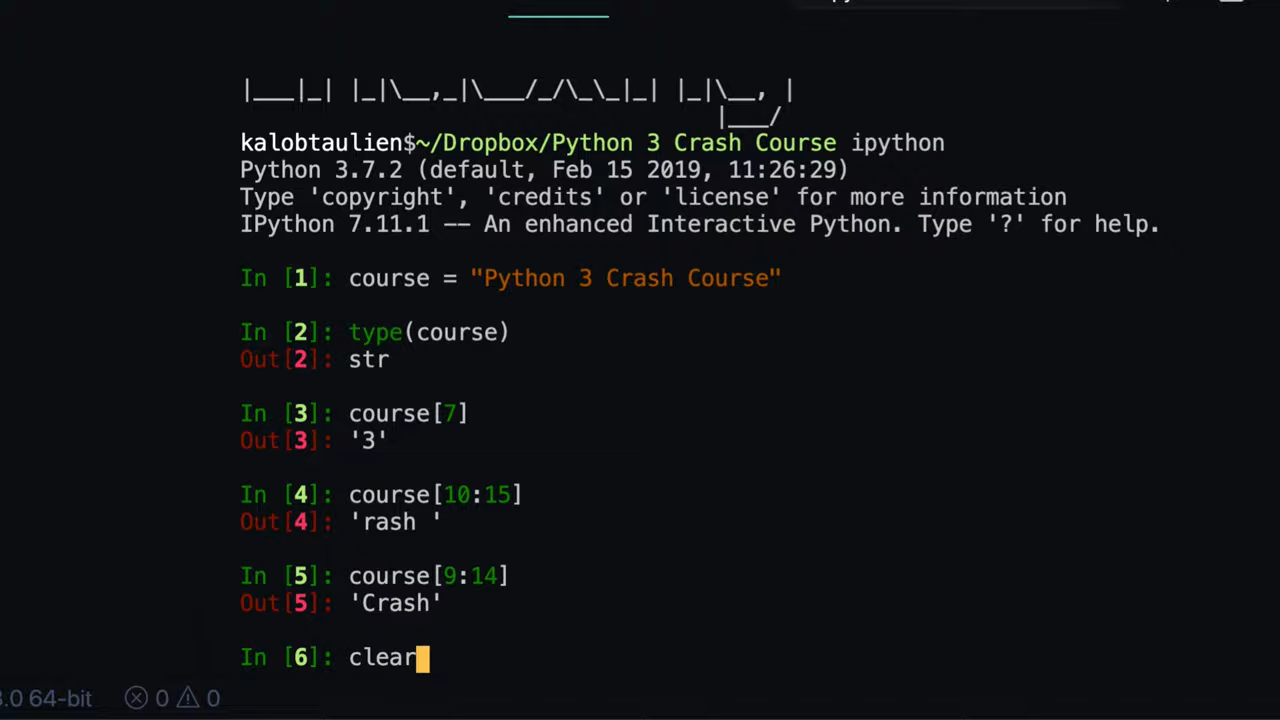 |___|_| |_|\__,_|\___/_/\_\_|_| |_|\__, |
|___/
kalobtaulien$~/Dropbox/Python 3 Crash Course ipython
Python 3.7.2 (default, Feb 15 2019, 11:26:29)
Type 'copyright', 'credits' or 'license' for more information
IPython 7.11.1 -- An enhanced Interactive Python. Type '?' for help.
In [1]: course = "Python 3 Crash Course"
In [2]: type(course)
Out[2]: str
In [3]: course[7]
Out[3]: '3'
In [4]: course[10:15]
Out[4]: 'rash '
In [5]: course[9:14]
Out[5]: 'Crash'
In [6]: clear
.0 64-bit 0 0